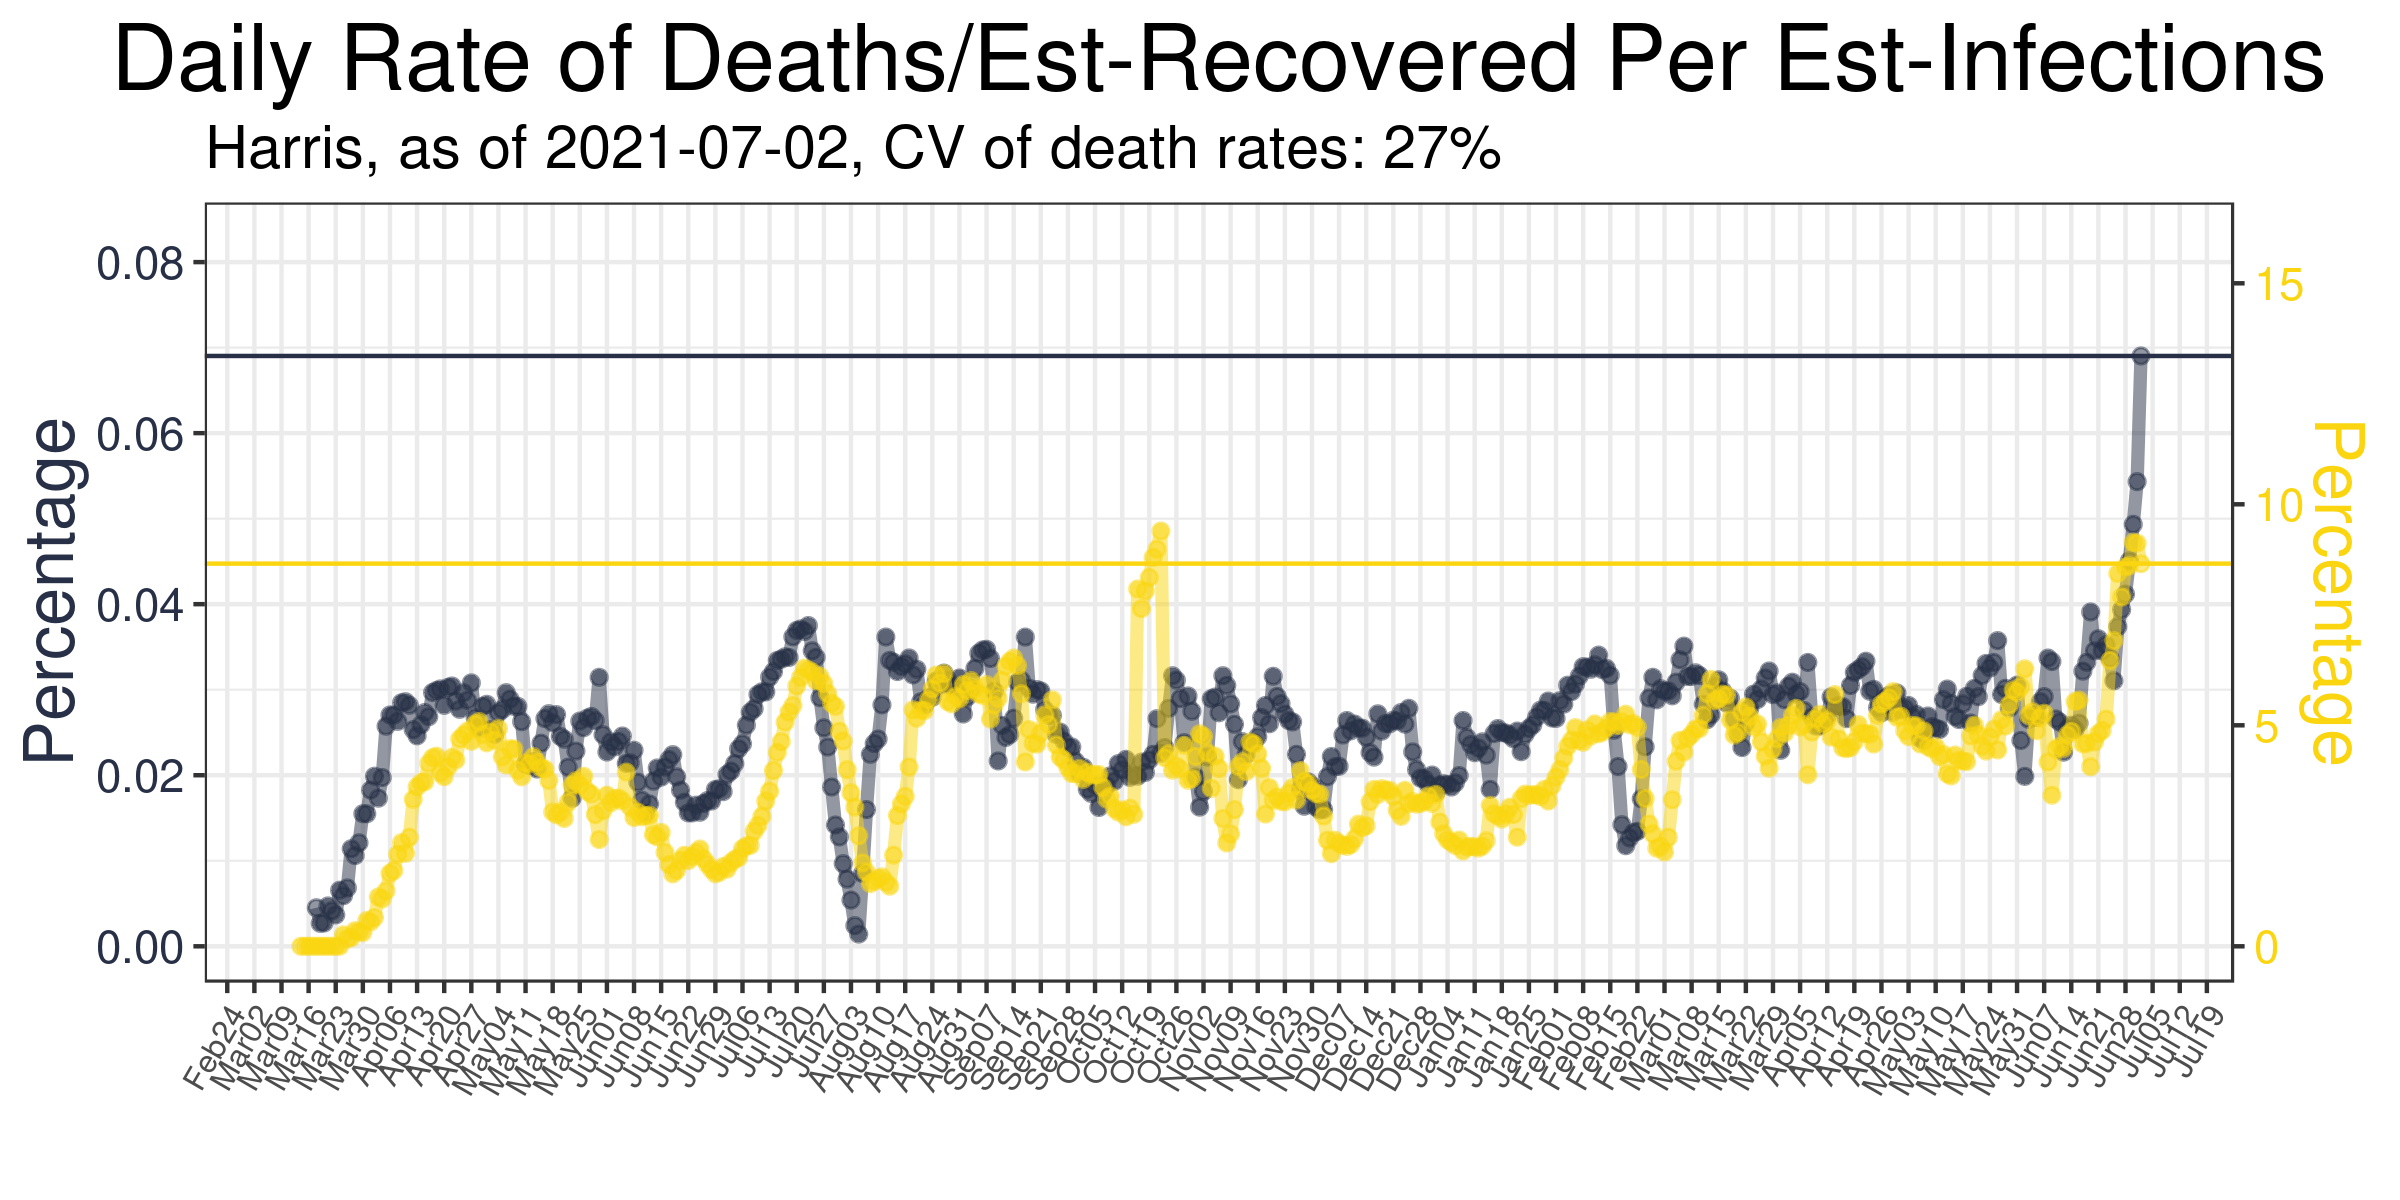 Daily Rate of Deaths/Est-Recovered Per Est-Infections
Harris, as of 2021-07-02, CV of death rates: 27%
Percentage
0.08
0.06
0.04
0.02
0.00
15
10
5
0
Percentage
Feb24
Mar02
Mar09
Mar16
Mar23
Mar30
Apr06
Apr13
Apr20
Apr27
May04
May11
May18
May25
Jun01
Jun08
Jun15
Jun22
Jun29
Jul06
Jul13
Jul20
Jul27
Aug03
Aug10
Aug17
Aug24
Aug31
Sep07
Sep14
Sep21
Sep28
Oct05
Oct12
Oct19
Oct26
Nov02
Nov09
Nov16
Nov23
Nov30
Dec07
Dec14
Dec21
Dec28
Jan04
Jan11
Jan18
Jan25
Feb01
Feb08
Feb15
Feb22
Mar01
Mar08
Mar15
Mar22
Mar29
Apr05
Apr12
Apr19
Apr26
May03
May10
May17
May24
May31
Jun07
Jun14
Jun21
Jun28
Jul05
Jul12
Jul19